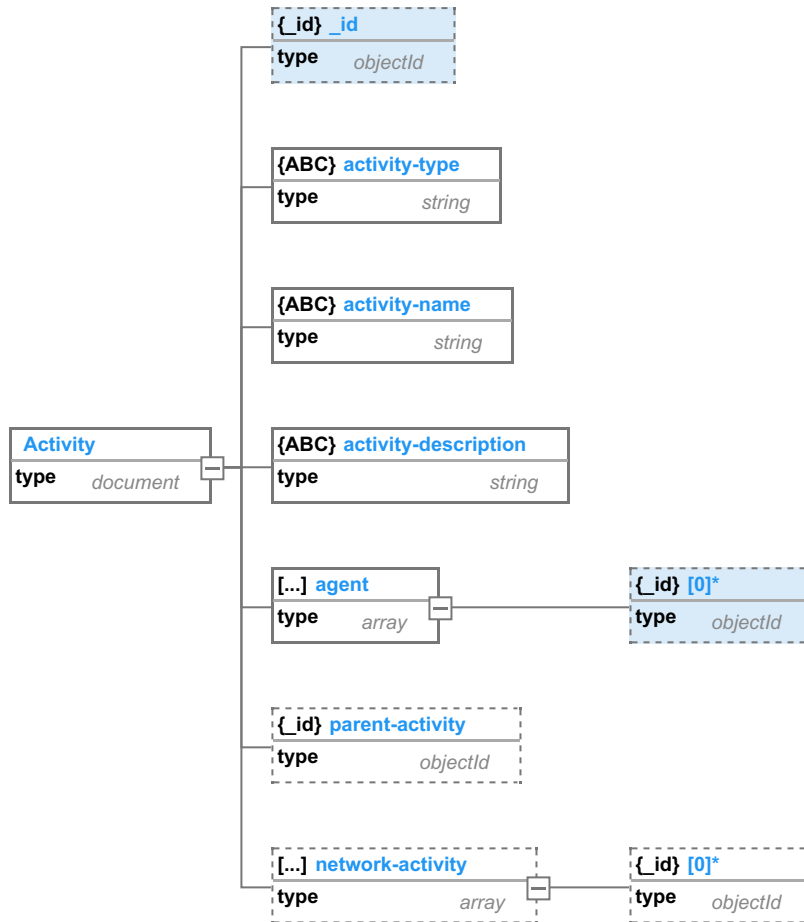 {_id} _id
type objectId
{ABC} activity-type
type string
{ABC} activity-name
type string
Activity
type document
{ABC} activity-description
type string
[...] agent
type array
{_id} [0]*
type objectId
{_id} parent-activity
type objectId
[...] network-activity
type array
{_id} [0]*
type objectId